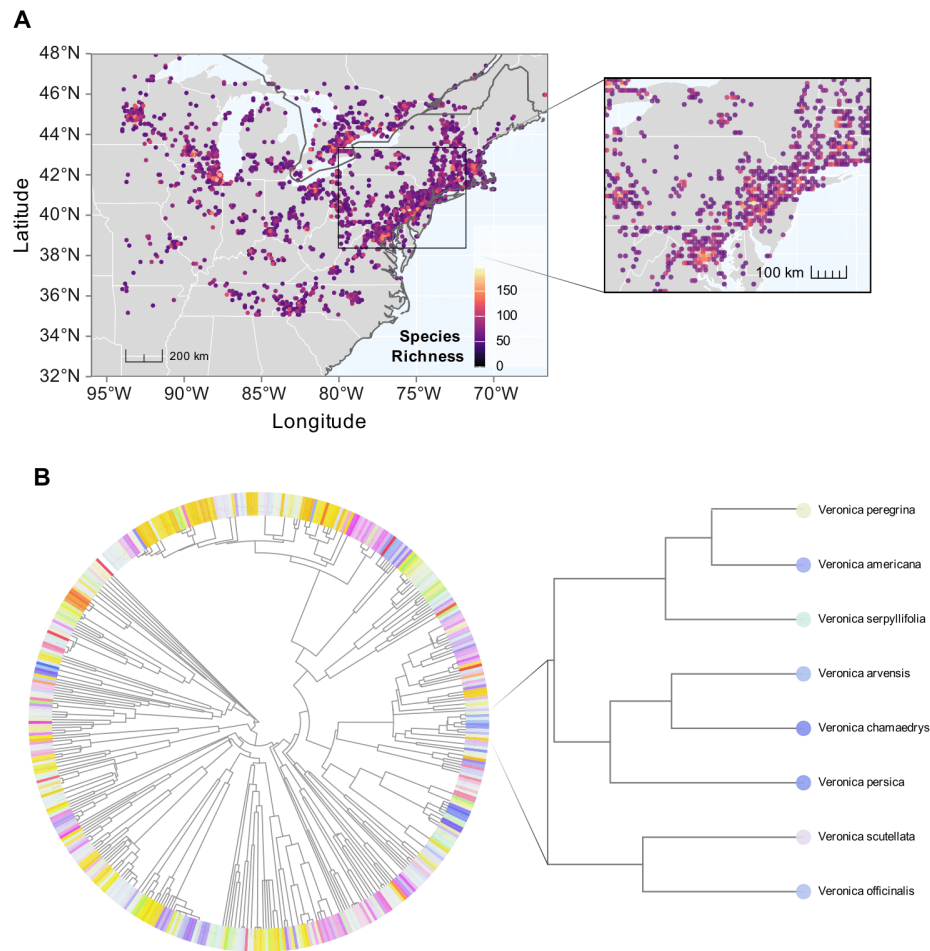 A
48°N
46°N
44°N
42°N
40°N
38°N
36°N
34°N
32°N
Latitude
95°W
90°W
85°W
80°W
75°W
70°W
Longitude
200 km
Species
Richness
150
100
50
0
100 km
B
Veronica peregrina
Veronica americana
Veronica serpyllifolia
Veronica arvensis
Veronica chamaedrys
Veronica persica
Veronica scutellata
Veronica officinalis